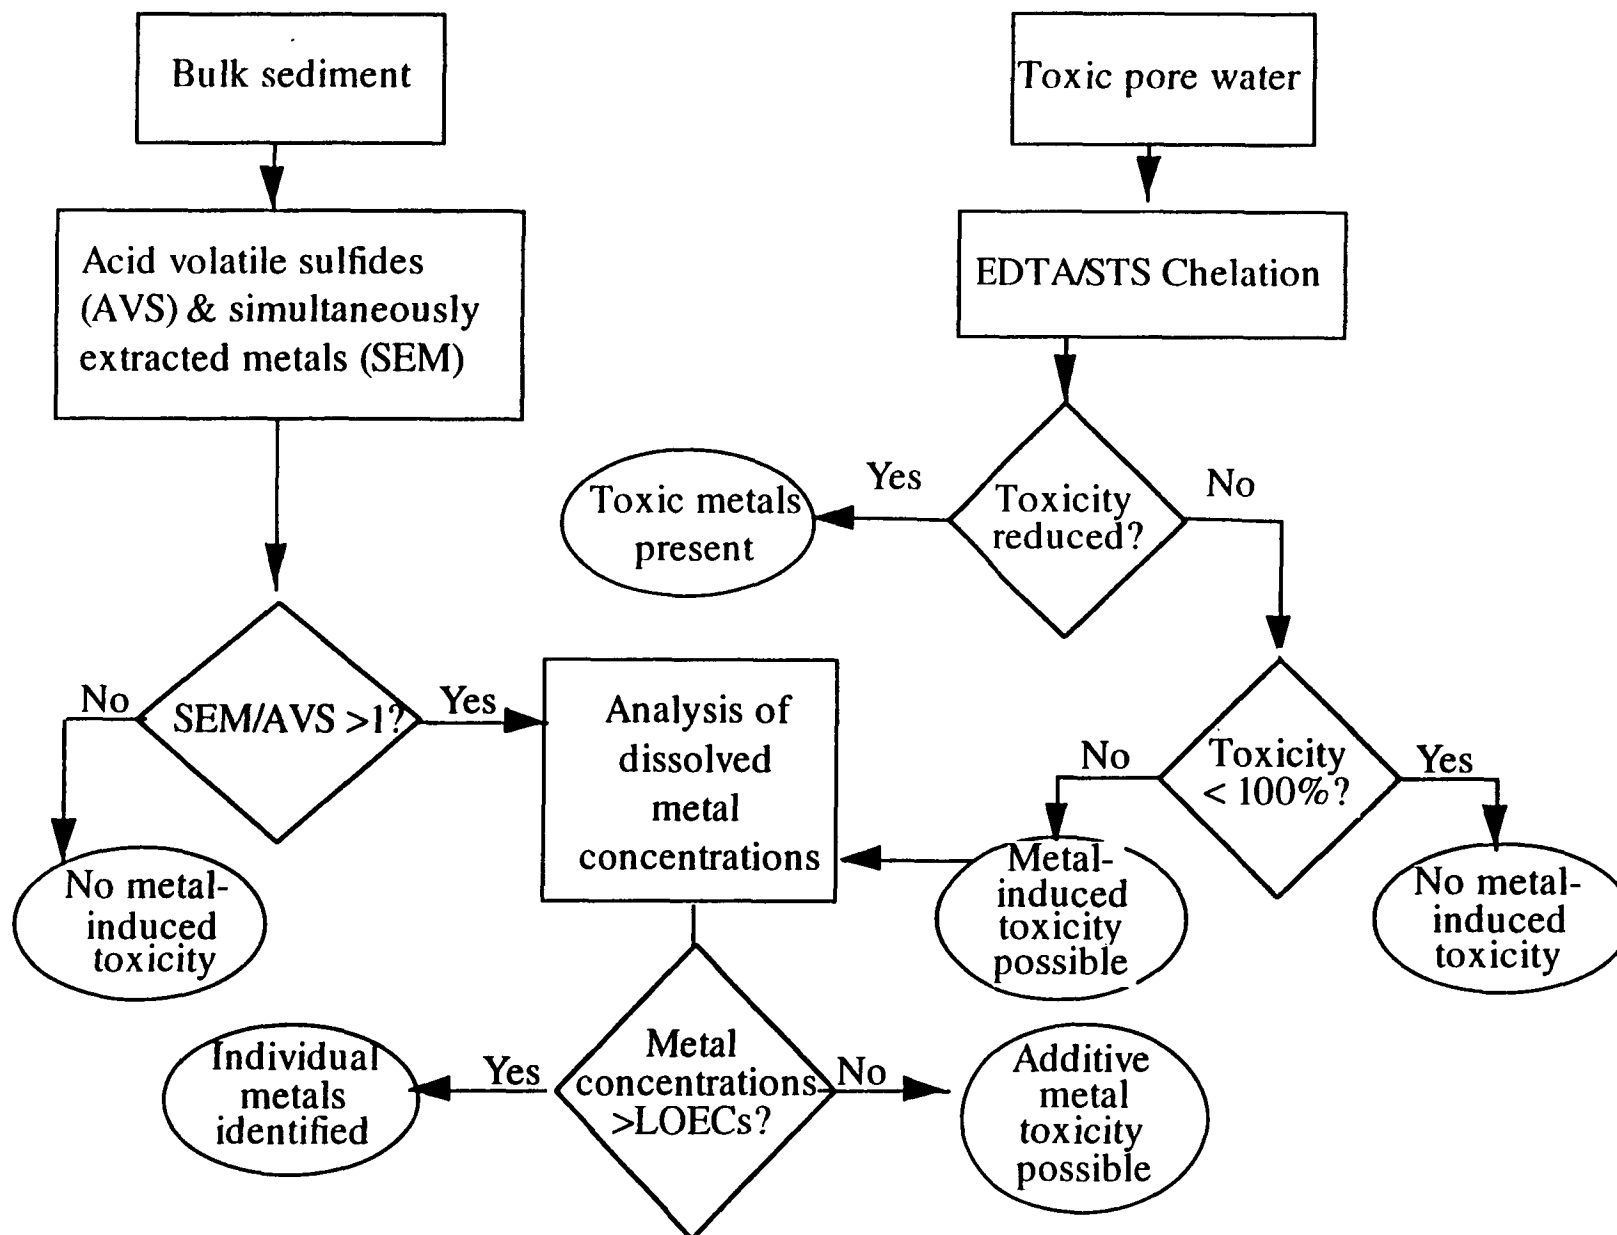 Bulk sediment
Toxic pore water
Acid volatile sulfides
(AVS) & simultaneously
extracted metals (SEM)
EDTA/STS Chelation
Toxicity
reduced?
Yes
No
Toxic metals
present
SEM/AVS >1?
No
Yes
Analysis of
dissolved
metal
concentrations
Toxicity
< 100%?
No
Yes
No metal-
induced
toxicity
Metal-
induced
toxicity
possible
No metal-
induced
toxicity
Metal
concentrations
>LOECs?
Yes
No
Individual
metals
identified
Additive
metal
toxicity
possible